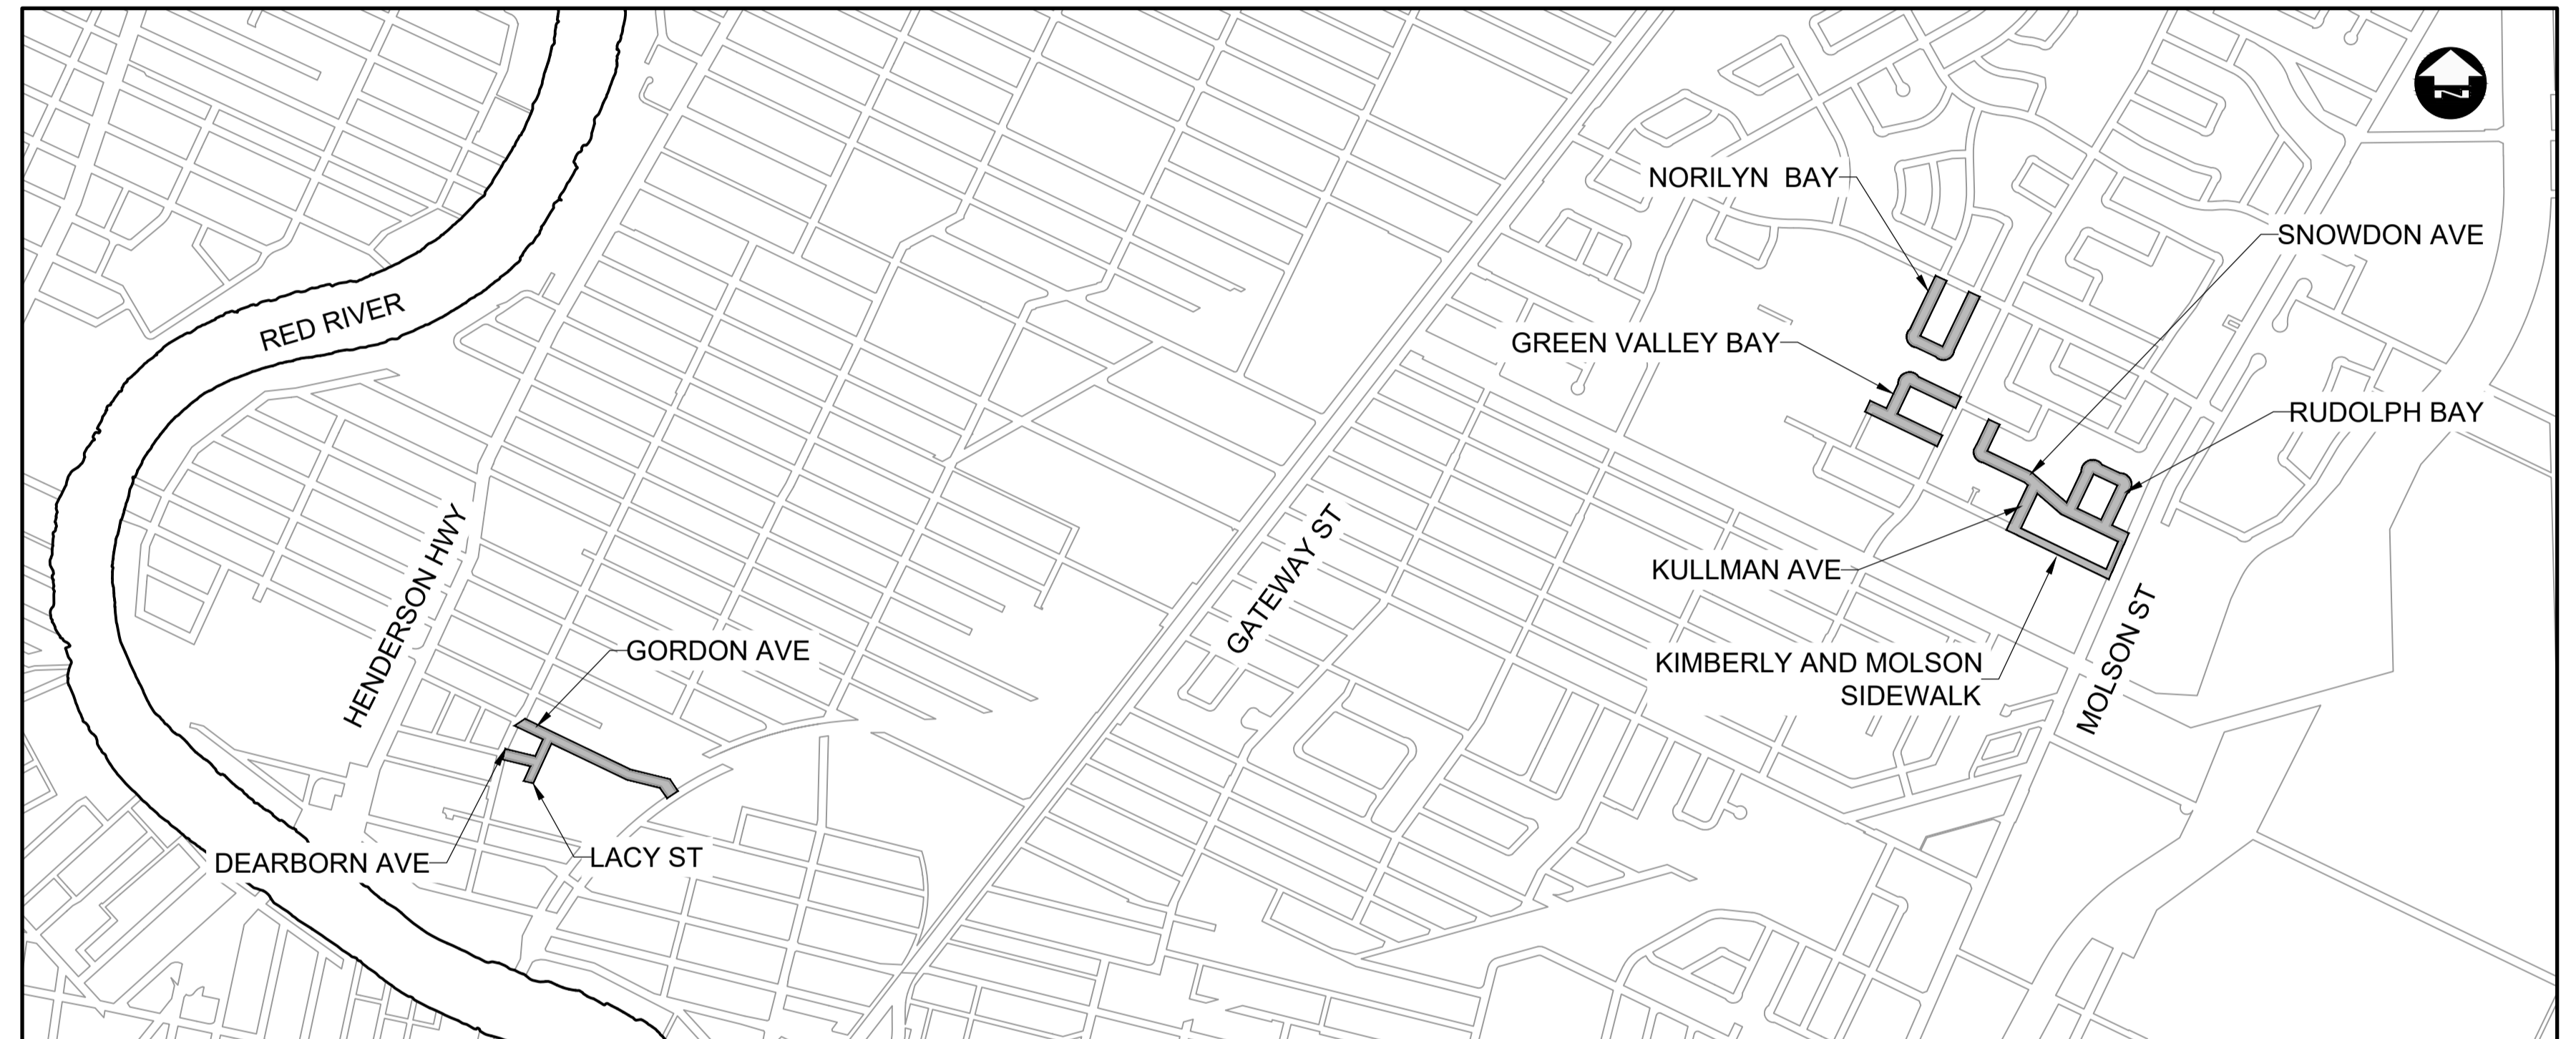 NORILYN BAY
SNOWDON AVE
RED RIVER
GREEN VALLEY BAY
RUDOLPH BAY
HENDERSON HWY
GATEWAY ST
KULLMAN AVE
GORDON AVE
KIMBERLY AND MOLSON
SIDEWALK
MOLSON ST
DEARBORN AVE
LACY ST
N